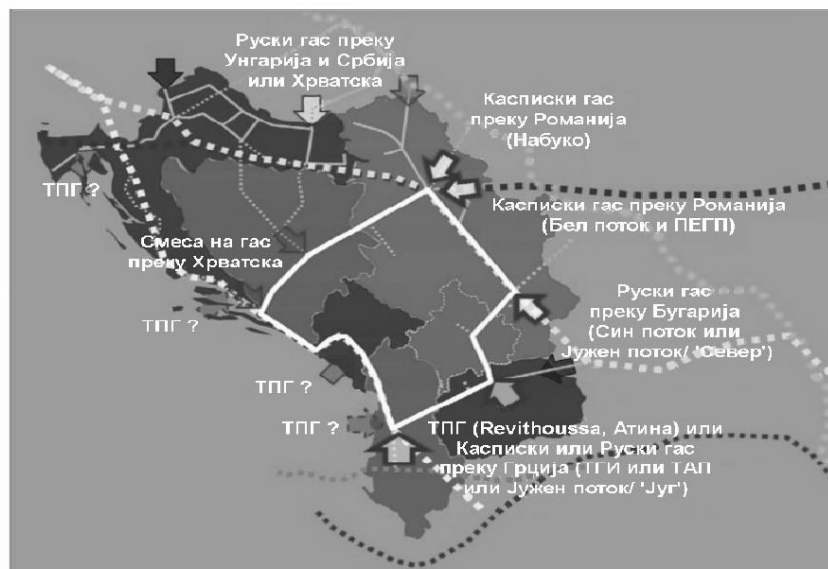 Руски гас преку
Унгарија и Србија
или Хрватска
Касписки гас
преку Романија
(Набуко)
ТПГ ?
Касписки гас преку Романија
(Бел поток и ПЕГП)
Смеса на гас
преку Хрватска
Руски гас
преку Бугарија
(Син поток или
Јужен поток/ 'Север')
ТПГ ?
ТПГ ?
ТПГ ?
ТПГ (Revithoussa, Атина) или
Касписки или Руски гас
преку Грција (ТГИ или ТАП
или Јужен поток/ 'Југ')